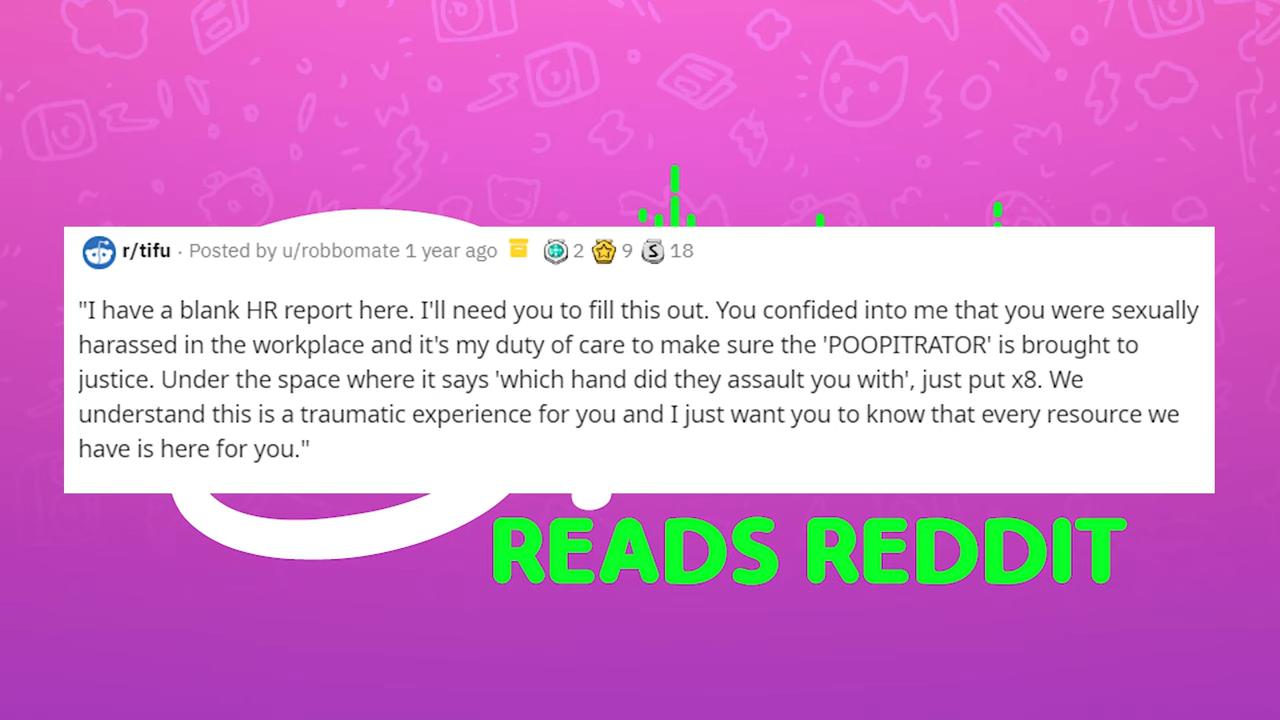 r/tifu · Posted by u/robbomate 1 year ago 2 9 S 18
"I have a blank HR report here. I'll need you to fill this out. You confided into me that you were sexually
harassed in the workplace and it's my duty of care to make sure the 'POOPITRATOR' is brought to
justice. Under the space where it says 'which hand did they assault you with', just put x8. We
understand this is a traumatic experience for you and I just want you to know that every resource we
have is here for you."
READS REDDIT